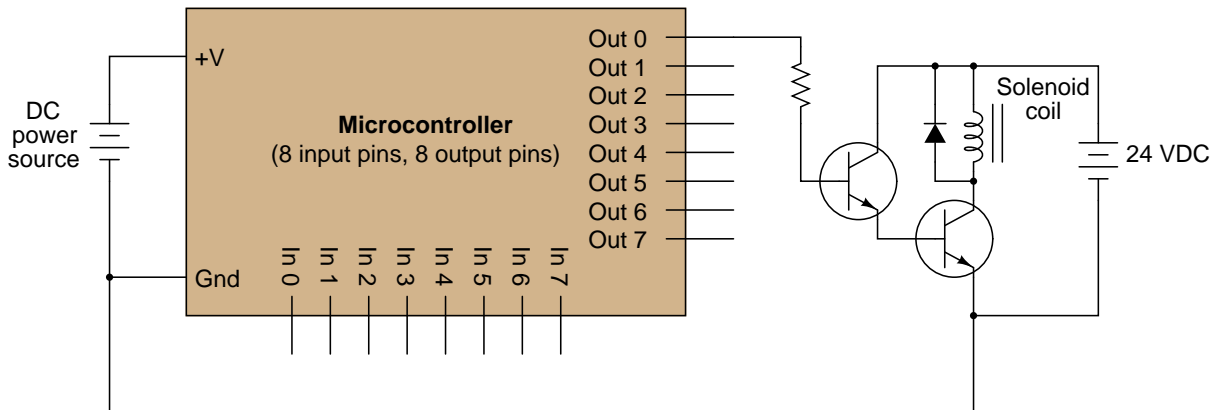 DC
power
source
+V
Gnd
Microcontroller
(8 input pins, 8 output pins)
Out 0
Out 1
Out 2
Out 3
Out 4
Out 5
Out 6
Out 7
In 0
In 1
In 2
In 3
In 4
In 5
In 6
In 7
Solenoid
coil
24 VDC